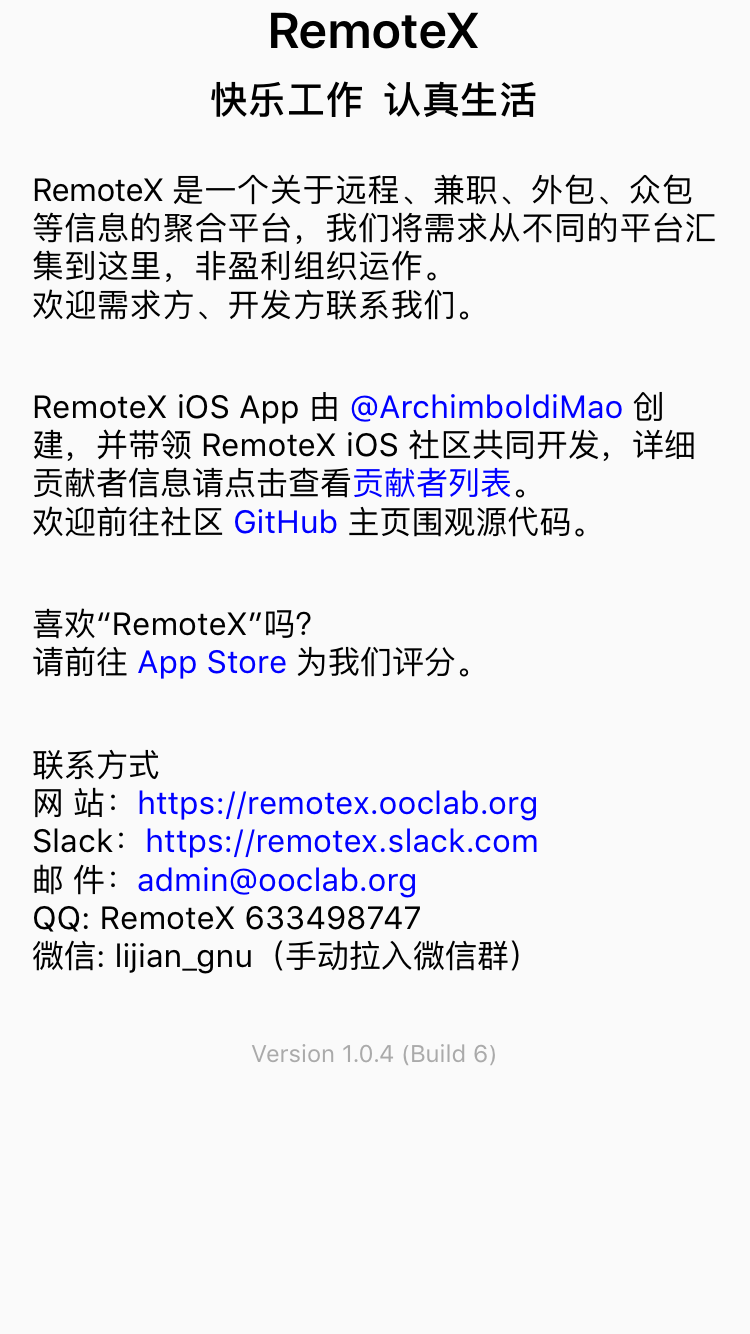 RemoteX
快乐工作 认真生活
RemoteX 是一个关于远程、兼职、外包、众包
等信息的聚合平台，我们将需求从不同的平台汇
集到这里，非盈利组织运作。
欢迎需求方、开发方联系我们。
RemoteX iOS App 由 @ArchimboldiMao 创
建，并带领 RemoteX iOS 社区共同开发，详细
贡献者信息请点击查看贡献者列表。
欢迎前往社区 GitHub 主页围观源代码。
喜欢“RemoteX”吗?
请前往 App Store 为我们评分。
联系方式
网 站：https://remotex.ooclab.org
Slack：https://remotex.slack.com
邮 件：admin@ooclab.org
QQ: RemoteX 633498747
微信: lijian_gnu（手动拉入微信群）
Version 1.0.4 (Build 6)